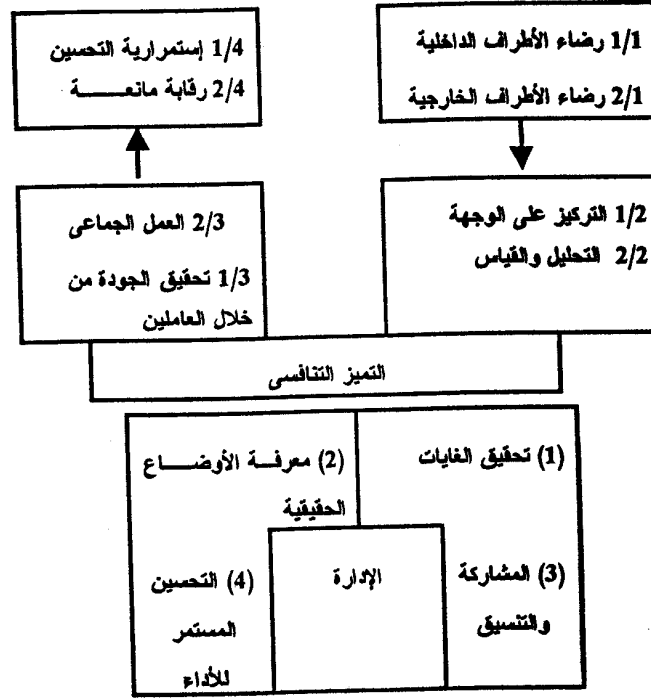 1/1 رضاء الأطراف الداخلية
2/1 رضاء الأطراف الخارجية
1/4 إستمرارية التحسين
2/4 رقابة مانعـــــة
1/2 التركيز على الوجهة
2/2 التحليل والقياس
2/3 العمل الجماعى
1/3 تحقيق الجودة من
خلال العاملين
التميز التنافسى
(1) تحقيق الغايات
(2) معرفـة الأوضـــاع
الحقيقية
(3) المشاركة
والتنسيق
الإدارة
(4) التحسين
المستمر
للأداء